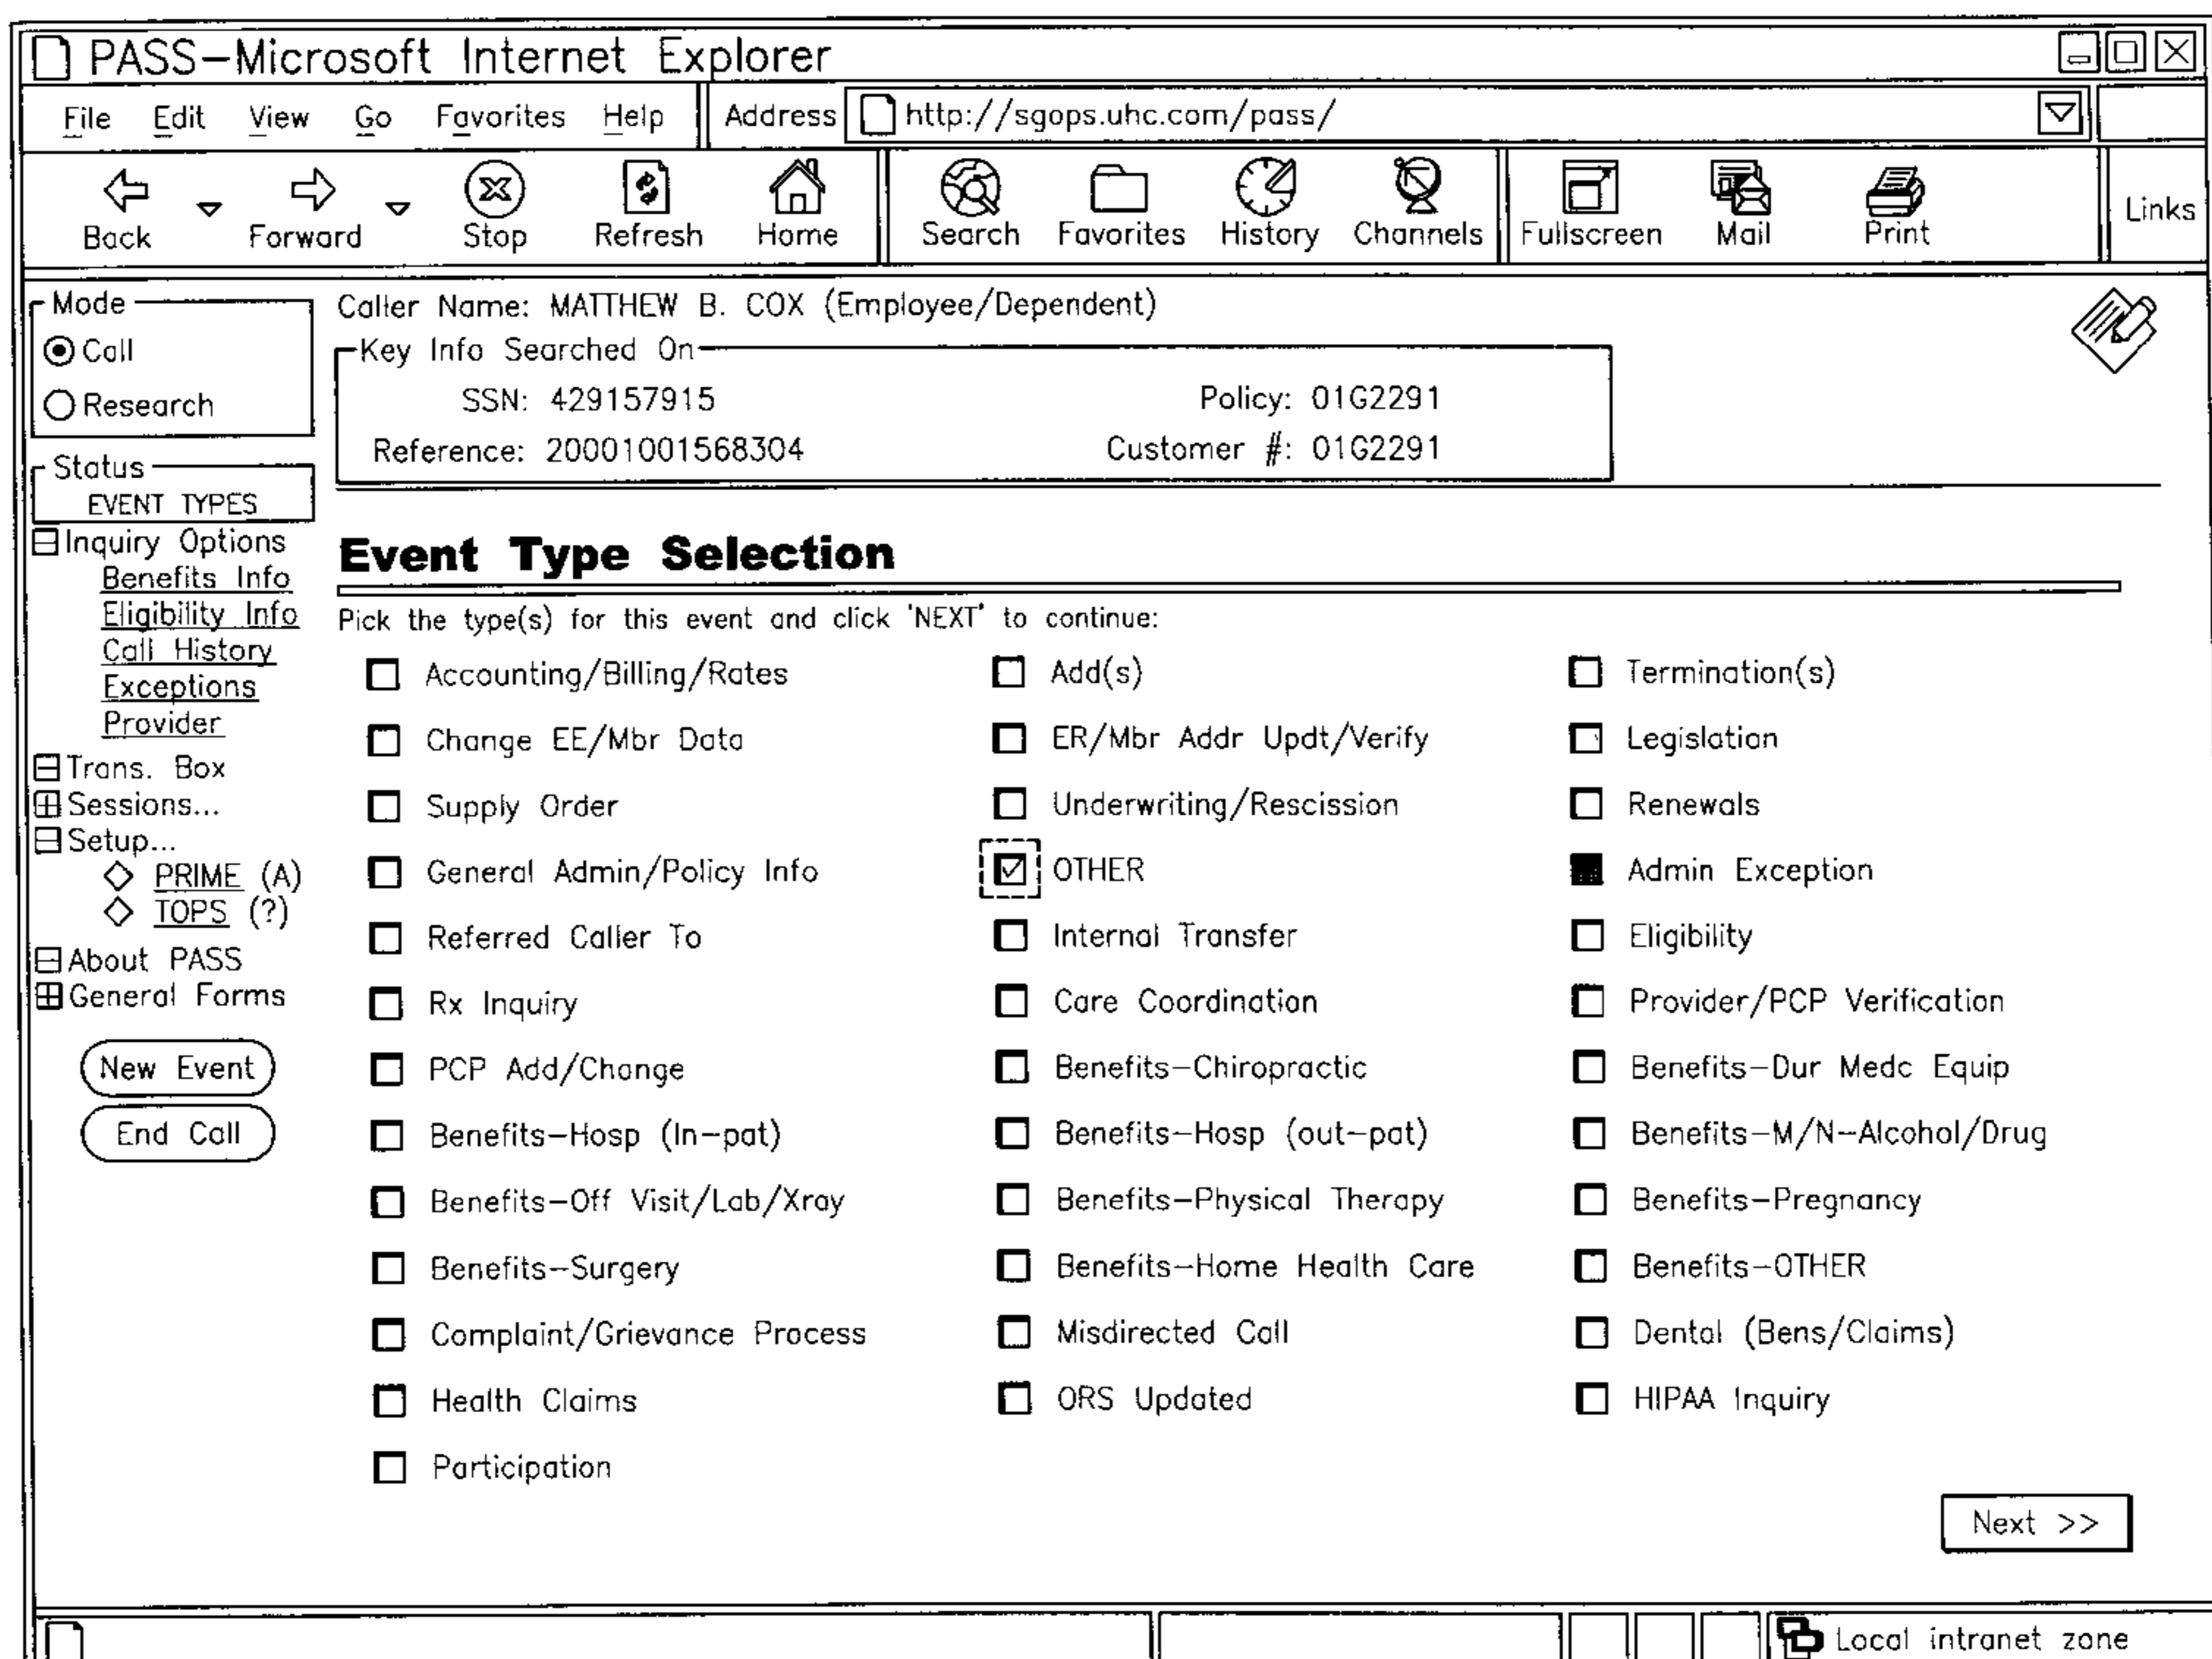 PASS-Microsoft Internet Explorer
File Edit View Go Favorites Help Address http://sgops.uhc.com/pass/
Back Forward Stop Refresh Home Search Favorites History Channels Fullscreen Mail Print Links
Mode
Call
Research
Caller Name: MATTHEW B. COX (Employee/Dependent)
Key Info Searched On
SSN: 429157915 Policy: 01G2291
Reference: 20001001568304 Customer #: 01G2291
Status
EVENT TYPES
Inquiry Options
Benefits Info
Eligibility Info
Call History
Exceptions
Provider
Trans. Box
Sessions...
Setup...
PRIME (A)
TOPS (?)
About PASS
General Forms
New Event
End Call
Event Type Selection
Pick the type(s) for this event and click 'NEXT' to continue:
Accounting/Billing/Rates Add(s) Termination(s)
Change EE/Mbr Data ER/Mbr Addr Updt/Verify Legislation
Supply Order Underwriting/Rescission Renewals
General Admin/Policy Info OTHER Admin Exception
Referred Caller To Internal Transfer Eligibility
Rx Inquiry Care Coordination Provider/PCP Verification
PCP Add/Change Benefits-Chiropractic Benefits-Dur Medc Equip
Benefits-Hosp (In-pat) Benefits-Hosp (out-pat) Benefits-M/N-Alcohol/Drug
Benefits-Off Visit/Lab/Xray Benefits-Physical Therapy Benefits-Pregnancy
Benefits-Surgery Benefits-Home Health Care Benefits-OTHER
Complaint/Grievance Process Misdirected Call Dental (Bens/Claims)
Health Claims ORS Updated HIPAA Inquiry
Participation
Next >>
Local intranet zone